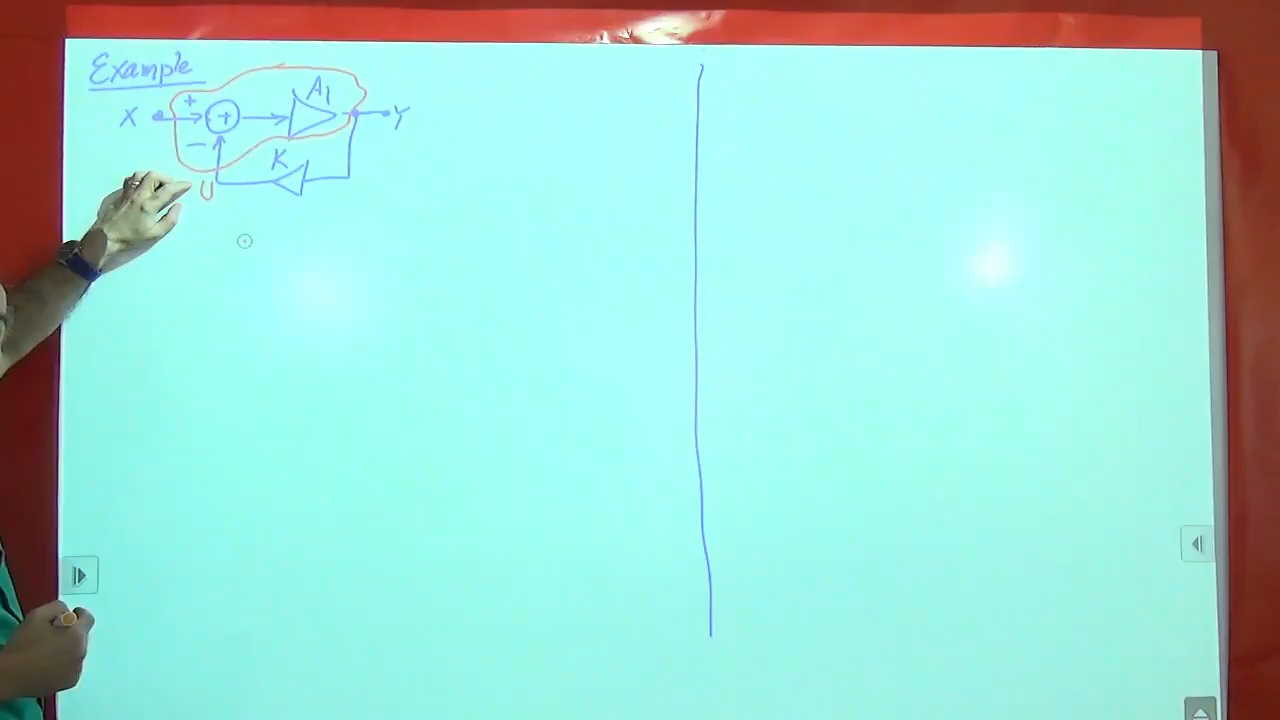 Example
X + + A1 Y
− K
U